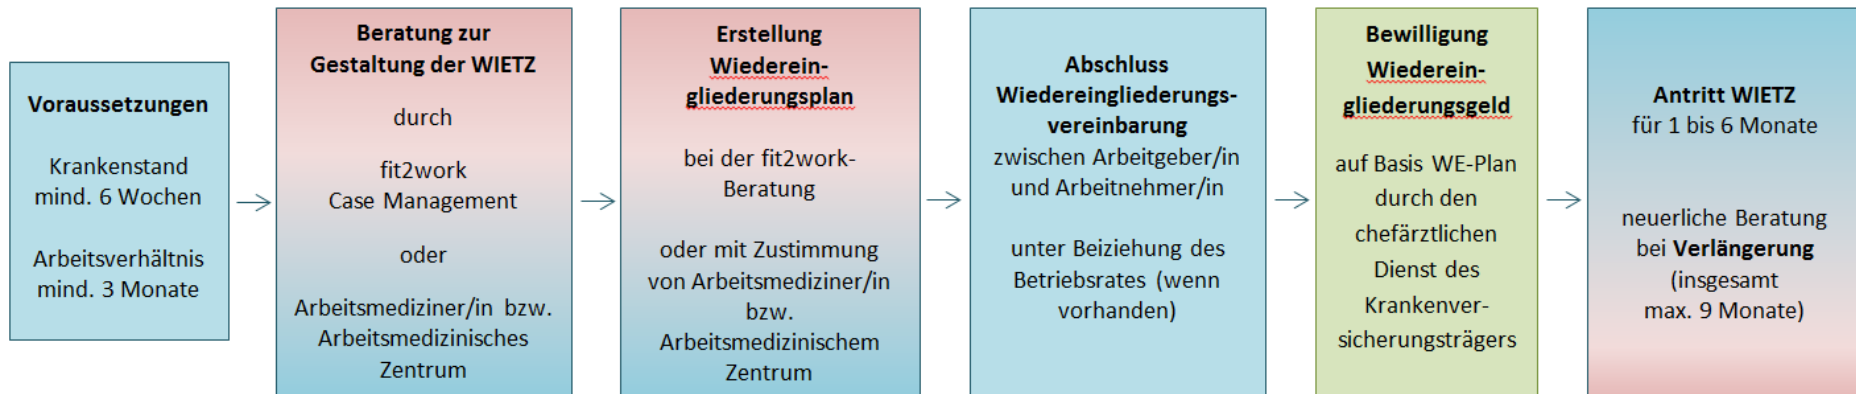 Voraussetzungen
Krankenstand
mind. 6 Wochen
Arbeitsverhältnis
mind. 3 Monate
Beratung zur
Gestaltung der WIETZ
durch
fit2work
Case Management
oder
Arbeitsmediziner/in bzw.
Arbeitsmedizinisches
Zentrum
Erstellung
Wiederein-
gliederungsplan
bei der fit2work-
Beratung
oder mit Zustimmung
von Arbeitsmediziner/in
bzw.
Arbeitsmedizinischem
Zentrum
Abschluss
Wiedereingliederungs-
vereinbarung
zwischen Arbeitgeber/in
und Arbeitnehmer/in
unter Beiziehung des
Betriebsrates (wenn
vorhanden)
Bewilligung
Wiederein-
gliederungsgeld
auf Basis WE-Plan
durch den
chefärztlichen
Dienst des
Krankenver-
sicherungsträgers
Antritt WIETZ
für 1 bis 6 Monate
neuerliche Beratung
bei Verlängerung
(insgesamt
max. 9 Monate)